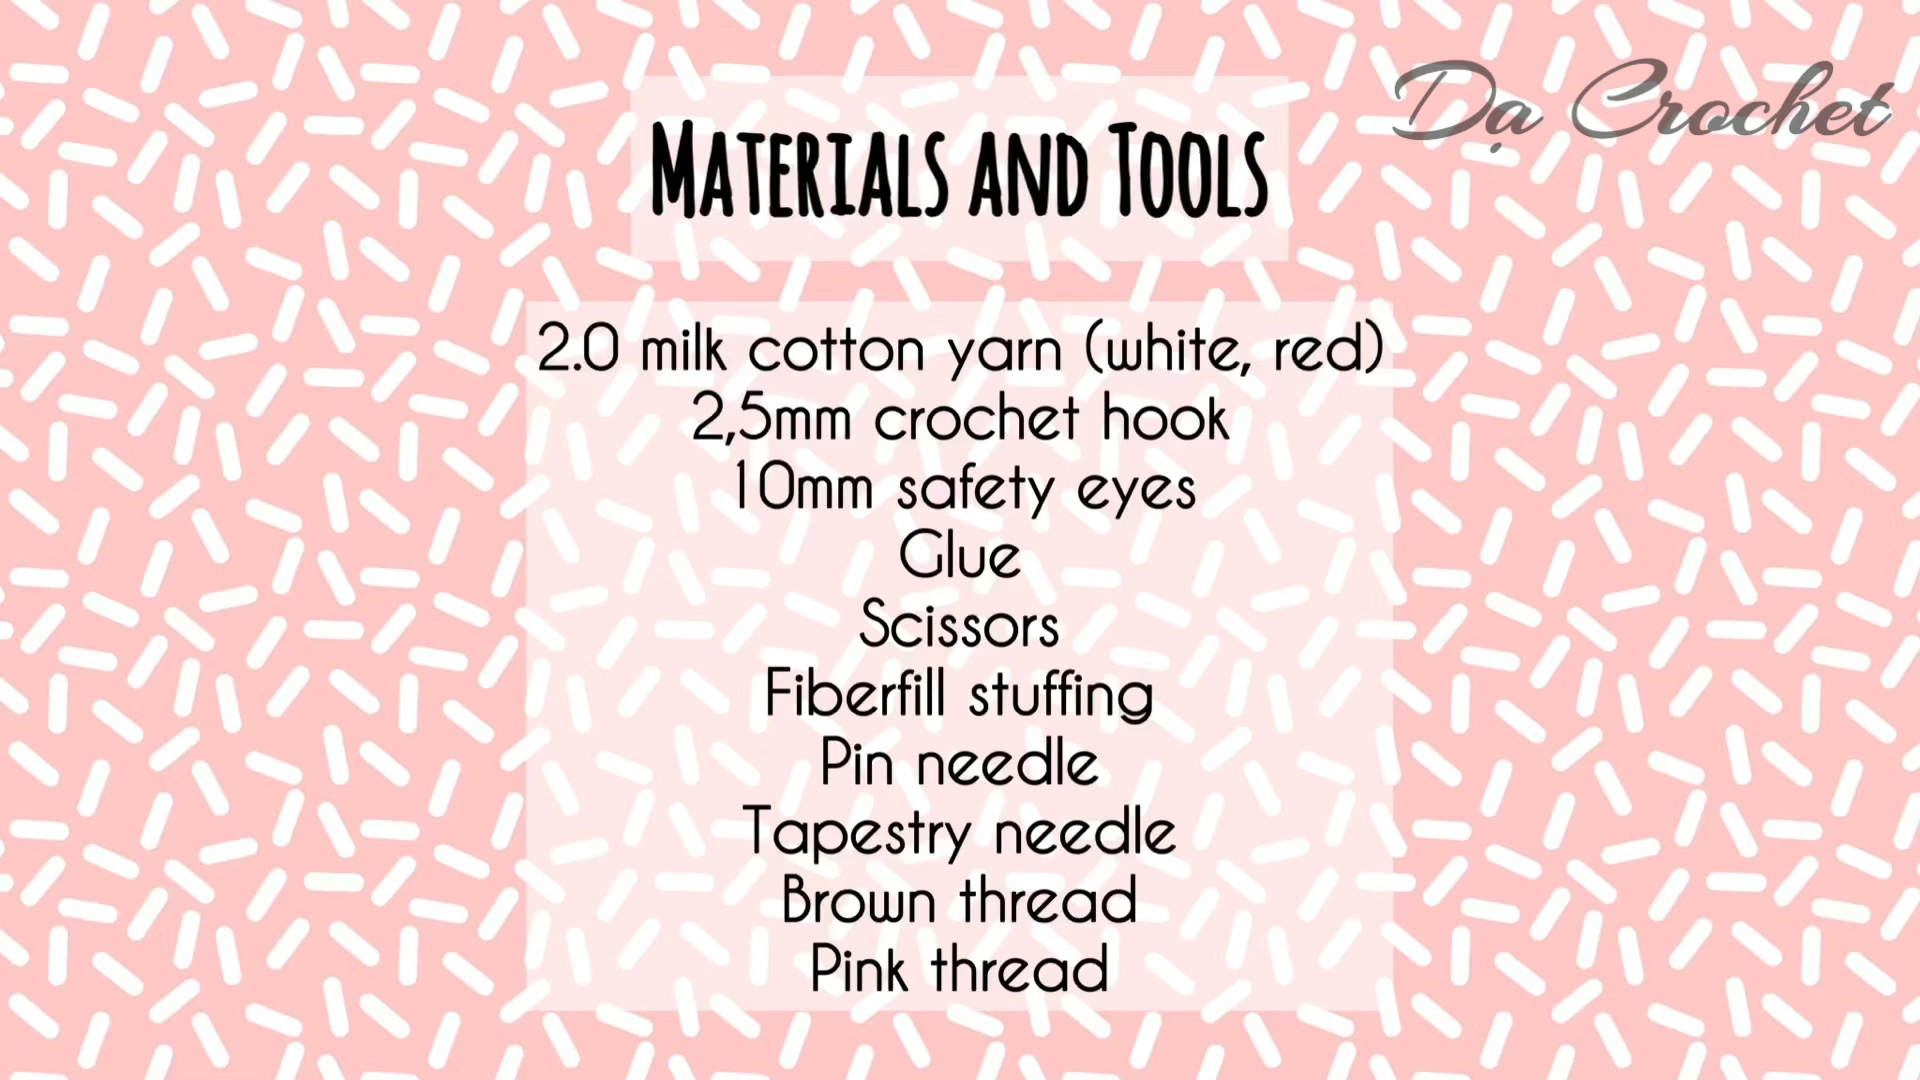 Dạ Crochet
MATERIALS AND TOOLS
2.0 milk cotton yarn (white, red)
2,5mm crochet hook
10mm safety eyes
Glue
Scissors
Fiberfill stuffing
Pin needle
Tapestry needle
Brown thread
Pink thread